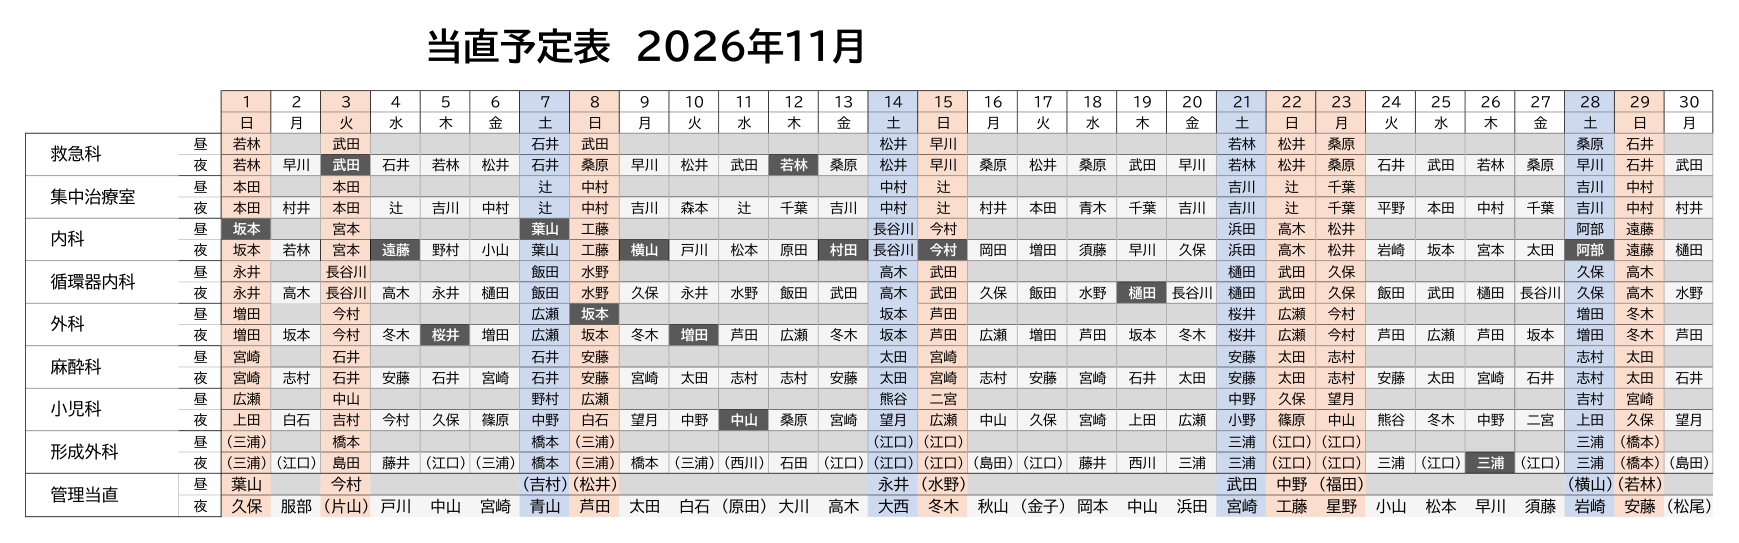 当直予定表 2026年11月
1 2 3 4 5 6 7 8 9 10 11 12 13 14 15 16 17 18 19 20 21 22 23 24 25 26 27 28 29 30
日 月 火 水 木 金 土 日 月 火 水 木 金 土 日 月 火 水 木 金 土 日 月 火 水 木 金 土 日 月
救急科
昼 若林 武田 石井 武田 松井 早川 若林 松井 桑原 桑原 石井
夜 若林 早川 武田 石井 若林 松井 石井 桑原 早川 松井 武田 若林 桑原 松井 早川 桑原 松井 桑原 武田 早川 若林 松井 桑原 石井 武田 若林 桑原 早川 石井 武田
集中治療室
昼 本田 本田 辻 中村 中村 辻 吉川 辻 千葉 吉川 中村
夜 本田 村井 本田 辻 吉川 中村 辻 中村 吉川 森本 辻 千葉 吉川 中村 辻 村井 本田 青木 千葉 吉川 吉川 辻 千葉 平野 本田 中村 千葉 吉川 中村 村井
内科
昼 坂本 宮本 葉山 工藤 長谷川 今村 浜田 高木 松井 阿部 遠藤
夜 坂本 若林 宮本 遠藤 野村 小山 葉山 工藤 横山 戸川 松本 原田 村田 長谷川 今村 岡田 増田 須藤 早川 久保 浜田 高木 松井 岩崎 坂本 宮本 太田 阿部 遠藤 樋田
循環器内科
昼 永井 長谷川 飯田 水野 高木 武田 樋田 武田 久保 久保 高木
夜 永井 高木 長谷川 高木 永井 樋田 飯田 水野 久保 永井 水野 飯田 武田 高木 武田 久保 飯田 水野 樋田 長谷川 樋田 武田 久保 飯田 武田 樋田 長谷川 久保 高木 水野
外科
昼 増田 今村 広瀬 坂本 坂本 芦田 桜井 広瀬 今村 増田 冬木
夜 増田 坂本 今村 冬木 桜井 増田 広瀬 坂本 冬木 増田 芦田 広瀬 冬木 坂本 芦田 広瀬 増田 芦田 坂本 冬木 桜井 広瀬 今村 芦田 広瀬 芦田 坂本 増田 冬木 芦田
麻酔科
昼 宮崎 石井 石井 安藤 太田 宮崎 安藤 太田 志村 志村 太田
夜 宮崎 志村 石井 安藤 石井 宮崎 石井 安藤 宮崎 太田 志村 志村 安藤 太田 宮崎 志村 安藤 宮崎 石井 太田 安藤 太田 志村 安藤 太田 宮崎 石井 志村 太田 石井
小児科
昼 広瀬 中山 野村 広瀬 熊谷 二宮 中野 久保 望月 吉村 宮崎
夜 上田 白石 吉村 今村 久保 篠原 中野 白石 望月 中野 中山 桑原 宮崎 望月 広瀬 中山 久保 宮崎 上田 広瀬 小野 篠原 中山 熊谷 冬木 中野 二宮 上田 久保 望月
形成外科
昼 (三浦) 橋本 橋本 (三浦) (江口) (江口) 三浦 (江口) (江口) 三浦 (橋本)
夜 (三浦) (江口) 島田 藤井 (江口) (三浦) 橋本 (三浦) 橋本 (三浦) (西川) 石田 (江口) (江口) (江口) (島田) (江口) 藤井 西川 三浦 三浦 (江口) (江口) 三浦 (江口) 三浦 (江口) 三浦 (橋本) (島田)
管理当直
昼 葉山 今村 (吉村) (松井) 永井 (水野) 武田 中野 (福田) (横山) (若林)
夜 久保 服部 (片山) 戸川 中山 宮崎 青山 芦田 太田 白石 (原田) 大川 高木 大西 冬木 秋山 (金子) 岡本 中山 浜田 宮崎 工藤 星野 小山 松本 早川 須藤 岩崎 安藤 (松尾)